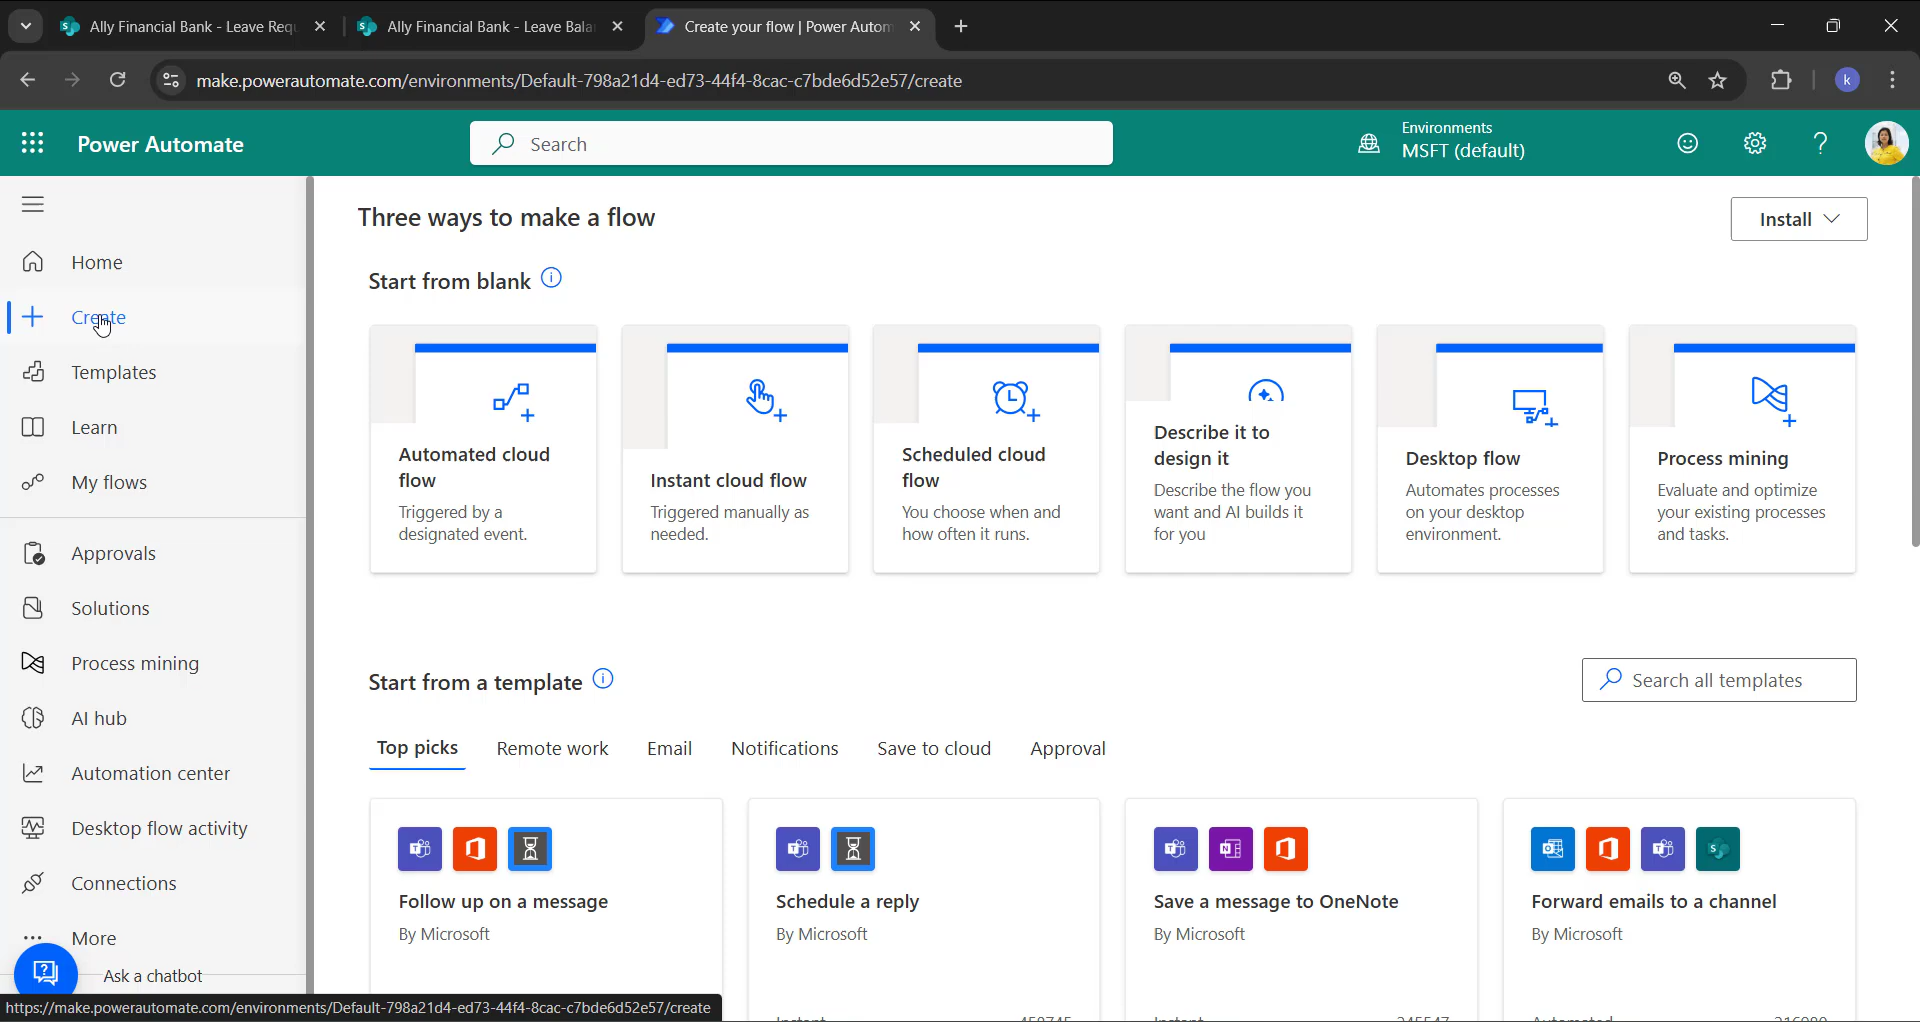 Ally Financial Bank - Leave Requ
Ally Financial Bank - Leave Bala
Create your flow | Power Autom
make.powerautomate.com/environments/Default-798a21d4-ed73-44f4-8cac-c7bde6d52e57/create
k
Power Automate
Search
Environments
MSFT (default)
Three ways to make a flow
Install
Home
Create
Templates
Learn
My flows
Approvals
Solutions
Process mining
AI hub
Automation center
Desktop flow activity
Connections
More
Ask a chatbot
Start from blank
Automated cloud
flow
Triggered by a
designated event.
Instant cloud flow
Triggered manually as
needed.
Scheduled cloud
flow
You choose when and
how often it runs.
Describe it to
design it
Describe the flow you
want and AI builds it
for you
Desktop flow
Automates processes
on your desktop
environment.
Process mining
Evaluate and optimize
your existing processes
and tasks.
Start from a template
Search all templates
Top picks
Remote work
Email
Notifications
Save to cloud
Approval
Follow up on a message
By Microsoft
Schedule a reply
By Microsoft
Save a message to OneNote
By Microsoft
Forward emails to a channel
By Microsoft
https://make.powerautomate.com/environments/Default-798a21d4-ed73-44f4-8cac-c7bde6d52e57/create